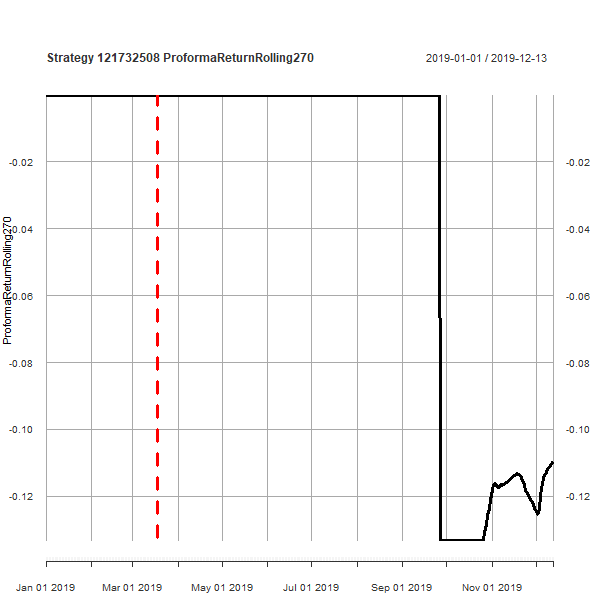 Strategy 121732508 ProformaReturnRolling270
2019-01-01 / 2019-12-13
ProformaReturnRolling270
-0.02
-0.02
-0.04
-0.04
-0.06
-0.06
-0.08
-0.08
-0.10
-0.10
-0.12
-0.12
Jan 01 2019
Mar 01 2019
May 01 2019
Jul 01 2019
Sep 01 2019
Nov 01 2019